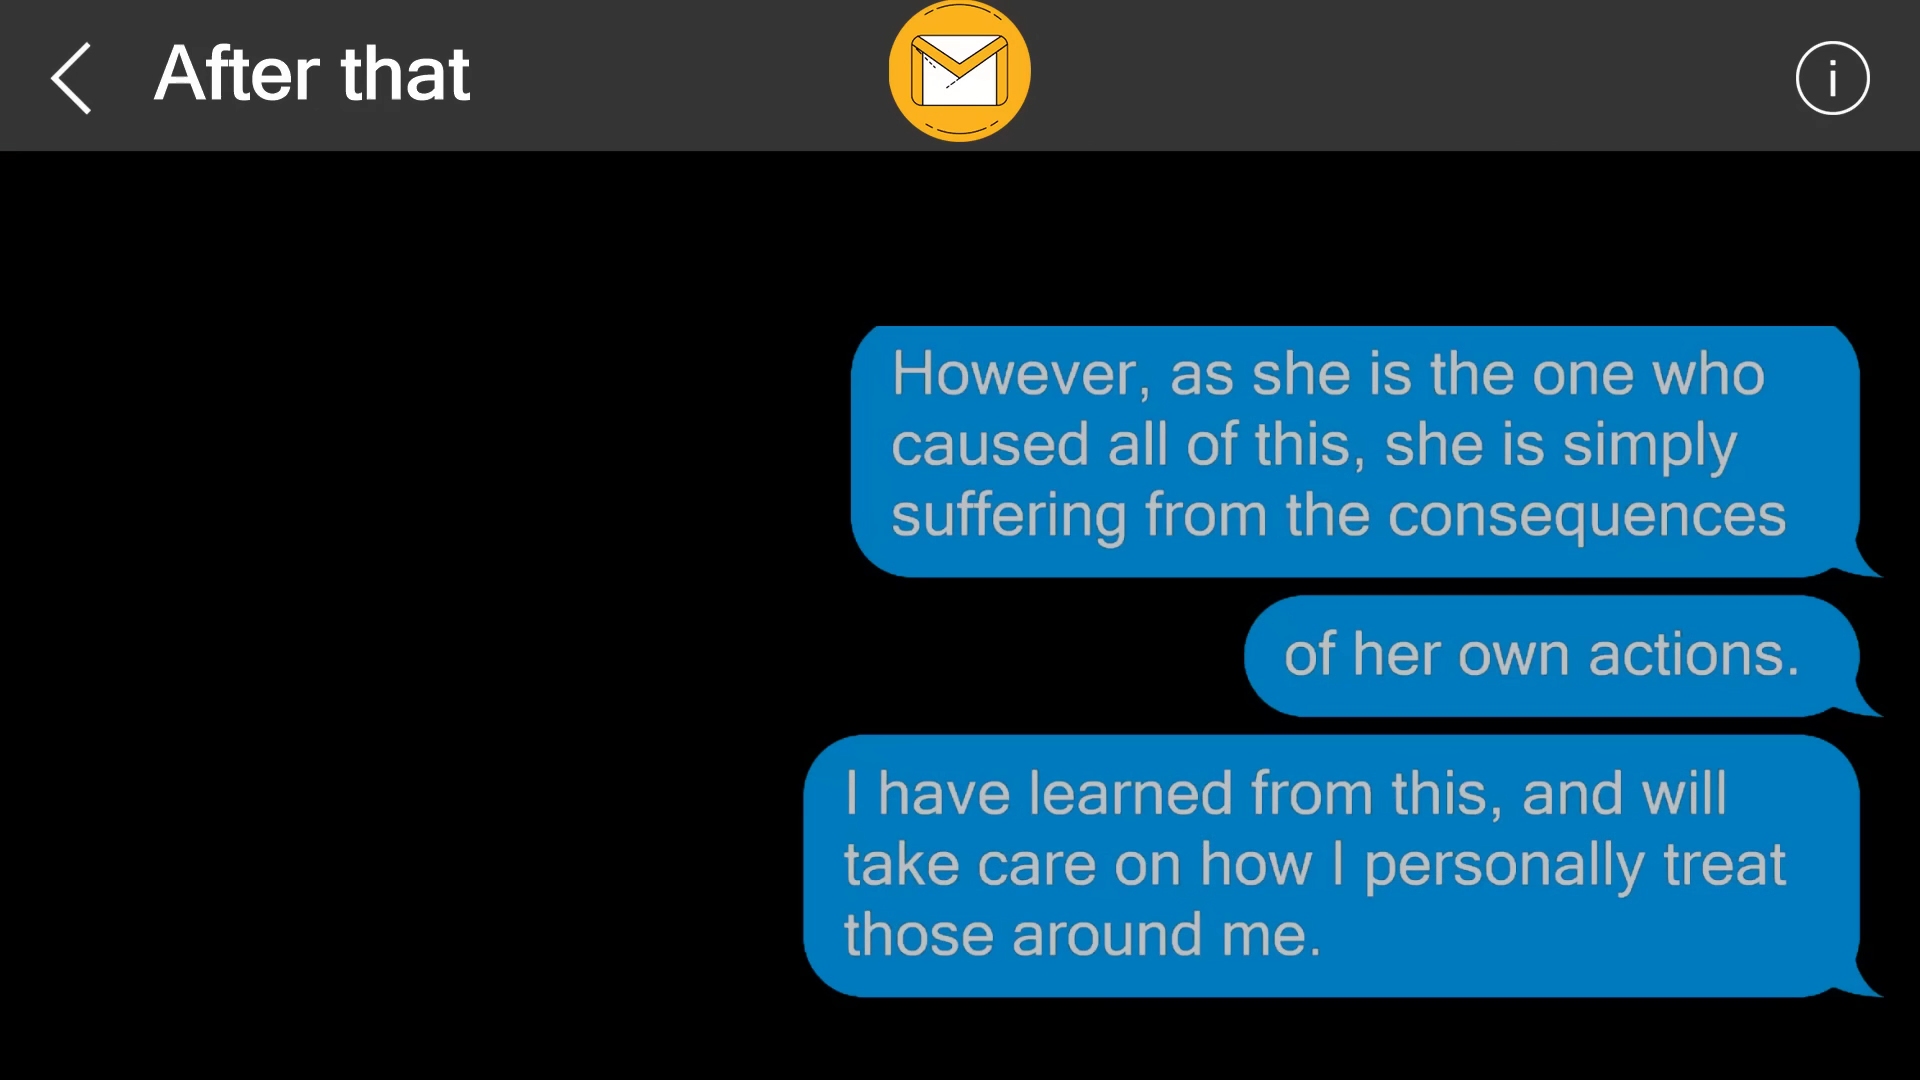 After that
i
However, as she is the one who
caused all of this, she is simply
suffering from the consequences
of her own actions.
I have learned from this, and will
take care on how I personally treat
those around me.